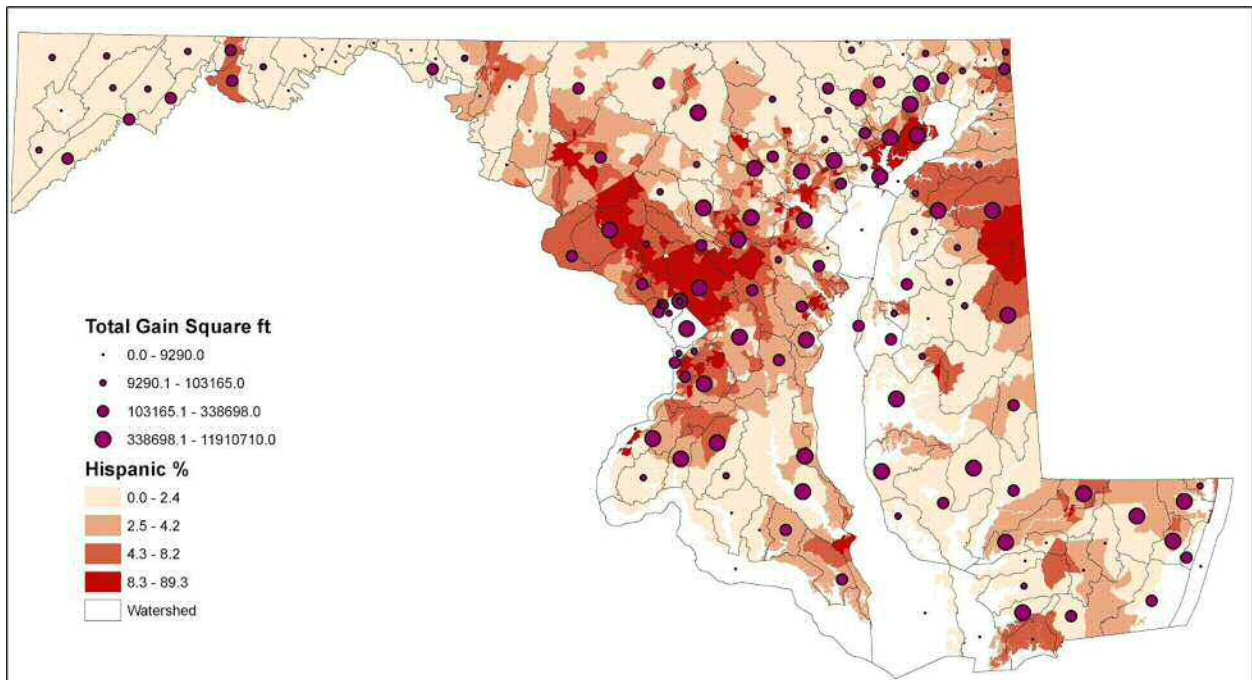 Total Gain Square ft
0.0 - 9290.0
9290.1 - 103165.0
103165.1 - 338698.0
338698.1 - 11910710.0
Hispanic %
0.0 - 2.4
2.5 - 4.2
4.3 - 8.2
8.3 - 89.3
Watershed